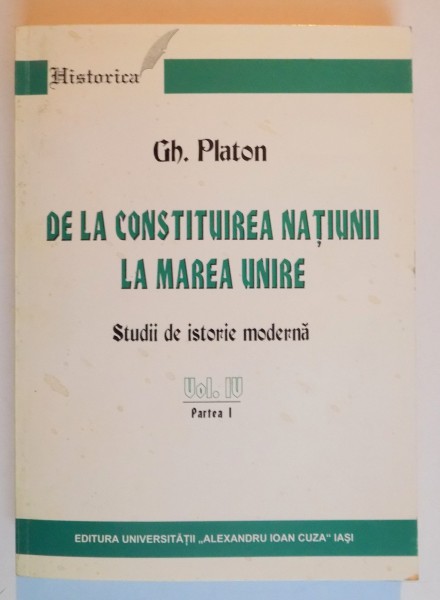 Historica
Gh. Platon
DE LA CONSTITUIREA NAȚIUNII
LA MAREA UNIRE
Studii de istorie modernă
Vol. IV
Partea I
EDITURA UNIVERSITĂȚII „ALEXANDRU IOAN CUZA“ IAȘI